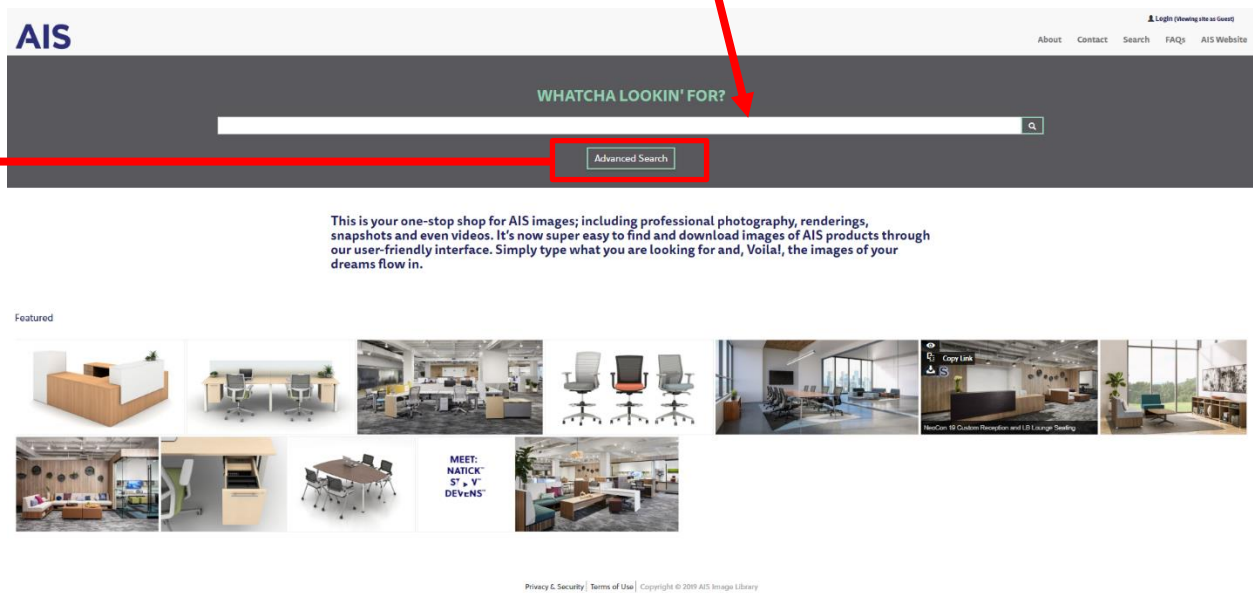 AIS
Login (Viewing site as Guest)
About Contact Search FAQs AIS Website
WHATCHA LOOKIN' FOR?
Advanced Search
This is your one-stop shop for AIS images; including professional photography, renderings,
snapshots and even videos. It's now super easy to find and download images of AIS products through
our user-friendly interface. Simply type what you are looking for and, Voila!, the images of your
dreams flow in.
Featured
Copy Link
NeoCon 19 Custom Reception and LB Lounge Seating
MEET:
NATICK™
DEVENS™
Privacy & Security | Terms of Use | Copyright © 2019 AIS Image Library